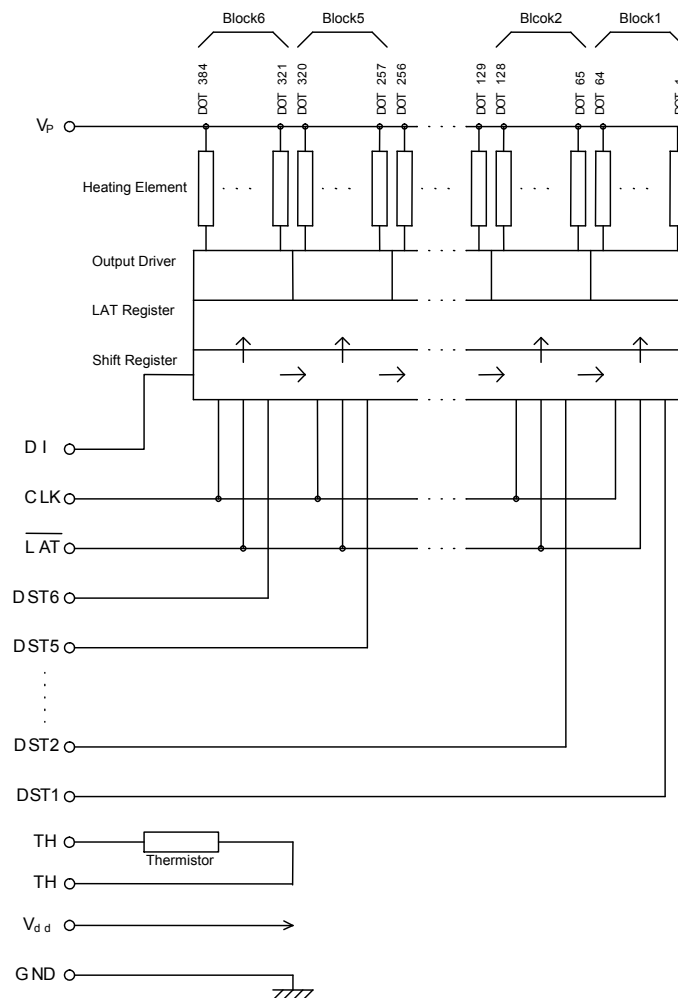 Block6 Block5 Blcok2 Block1
DOT 384 DOT 321 DOT 320 DOT 257 DOT 256 DOT 129 DOT 128 DOT 65 DOT 64
VP
Heating Element
Output Driver
LAT Register
Shift Register
DI
CLK
LAT
DST6
DST5
DST2
DST1
TH
Thermistor
TH
Vdd
GND